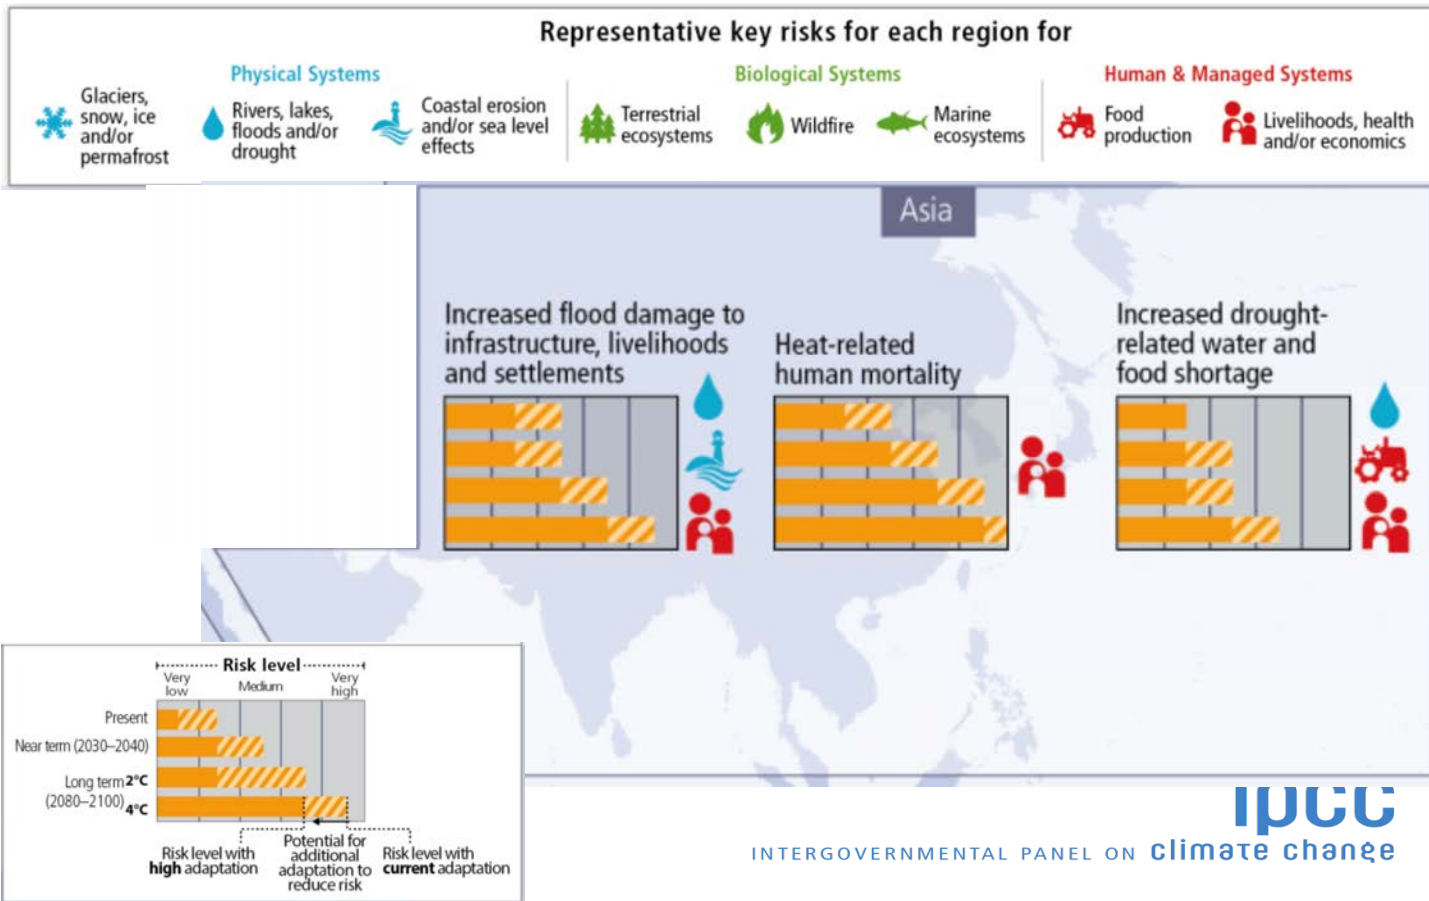 Representative key risks for each region for
Physical Systems
Glaciers,
snow, ice
and/or
permafrost
Rivers, lakes,
floods and/or
drought
Coastal erosion
and/or sea level
effects
Biological Systems
Terrestrial
ecosystems
Wildfire
Marine
ecosystems
Human & Managed Systems
Food
production
Livelihoods, health
and/or economics
Asia
Increased flood damage to
infrastructure, livelihoods
and settlements
Heat-related
human mortality
Increased drought-
related water and
food shortage
Risk level
Very
low
Medium
Very
high
Present
Near term (2030–2040)
Long term 2°C
(2080–2100) 4°C
Risk level with
high adaptation
Potential for
additional
adaptation to
reduce risk
Risk level with
current adaptation
ipcc
INTERGOVERNMENTAL PANEL ON climate change